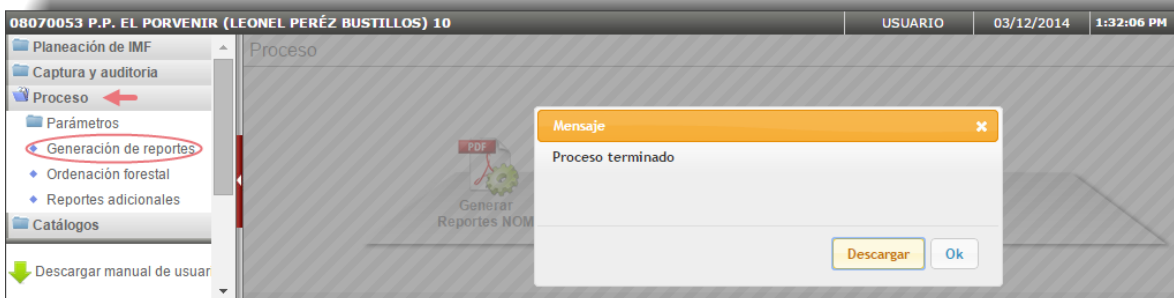 08070053 P.P. EL PORVENIR (LEONEL PERÉZ BUSTILLOS) 10 USUARIO 03/12/2014 1:32:06 PM
Planeación de IMF
Captura y auditoria
Proceso
Parámetros
Generación de reportes
Ordenación forestal
Reportes adicionales
Catálogos
Descargar manual de usuar
Proceso
PDF
Generar
Reportes NOM
Mensaje
Proceso terminado
Descargar Ok